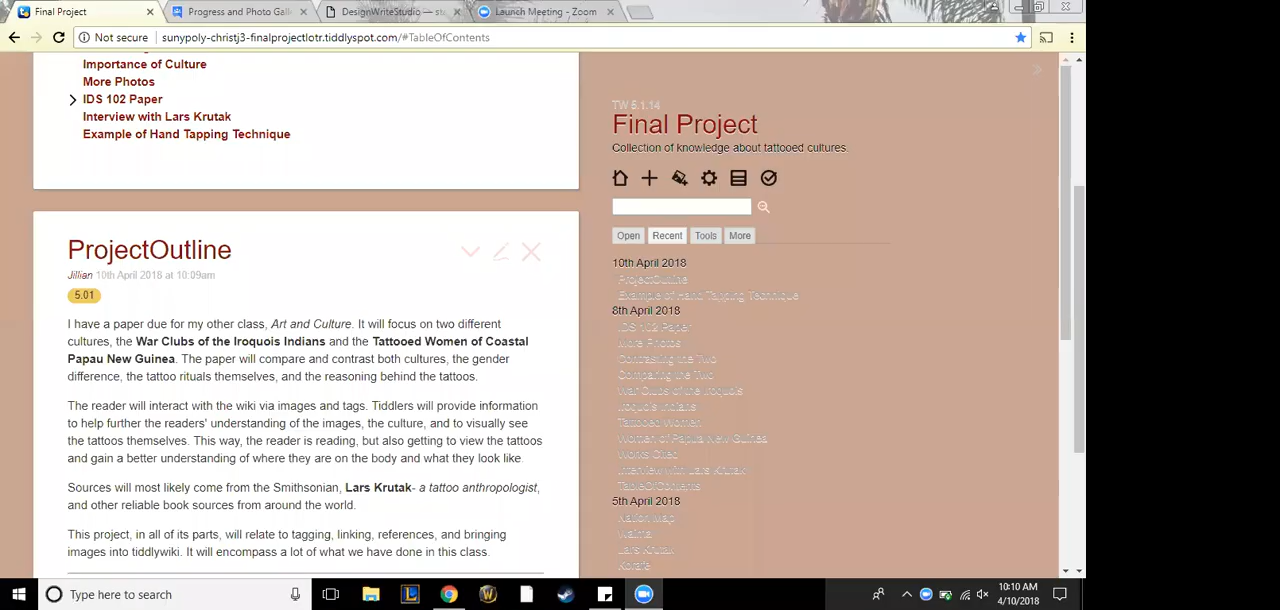 Final Project
Progress and Photo Gall
DesignWriteStudio — st
Launch Meeting - Zoom
Not secure
sunypoly-christj3-finalprojectlotr.tiddlyspot.com/#TableOfContents
Importance of Culture
More Photos
IDS 102 Paper
Interview with Lars Krutak
Example of Hand Tapping Technique
ProjectOutline
Jillian 10th April 2018 at 10:09am
5.01
I have a paper due for my other class, Art and Culture. It will focus on two different
cultures, the War Clubs of the Iroquois Indians and the Tattooed Women of Coastal
Papau New Guinea. The paper will compare and contrast both cultures, the gender
difference, the tattoo rituals themselves, and the reasoning behind the tattoos.
The reader will interact with the wiki via images and tags. Tiddlers will provide information
to help further the readers' understanding of the images, the culture, and to visually see
the tattoos themselves. This way, the reader is reading, but also getting to view the tattoos
and gain a better understanding of where they are on the body and what they look like.
Sources will most likely come from the Smithsonian, Lars Krutak- a tattoo anthropologist,
and other reliable book sources from around the world.
This project, in all of its parts, will relate to tagging, linking, references, and bringing
images into tiddlywiki. It will encompass a lot of what we have done in this class.
TW 5.1.14
Final Project
Collection of knowledge about tattooed cultures.
Open
Recent
Tools
More
10th April 2018
ProjectOutline
Example of Hand Tapping Technique
8th April 2018
IDS 102 Paper
More Photos
Contrasting the Two
Comparing the Two
War Clubs of the Iroquois
Iroquois Indians
Tattooed Women
Women of Papua New Guinea
Works Cited
Interview with Lars Krutak
TableOfContents
5th April 2018
Nation Map
Waima
Lars Krutak
Type here to search
10:10 AM
4/10/2018